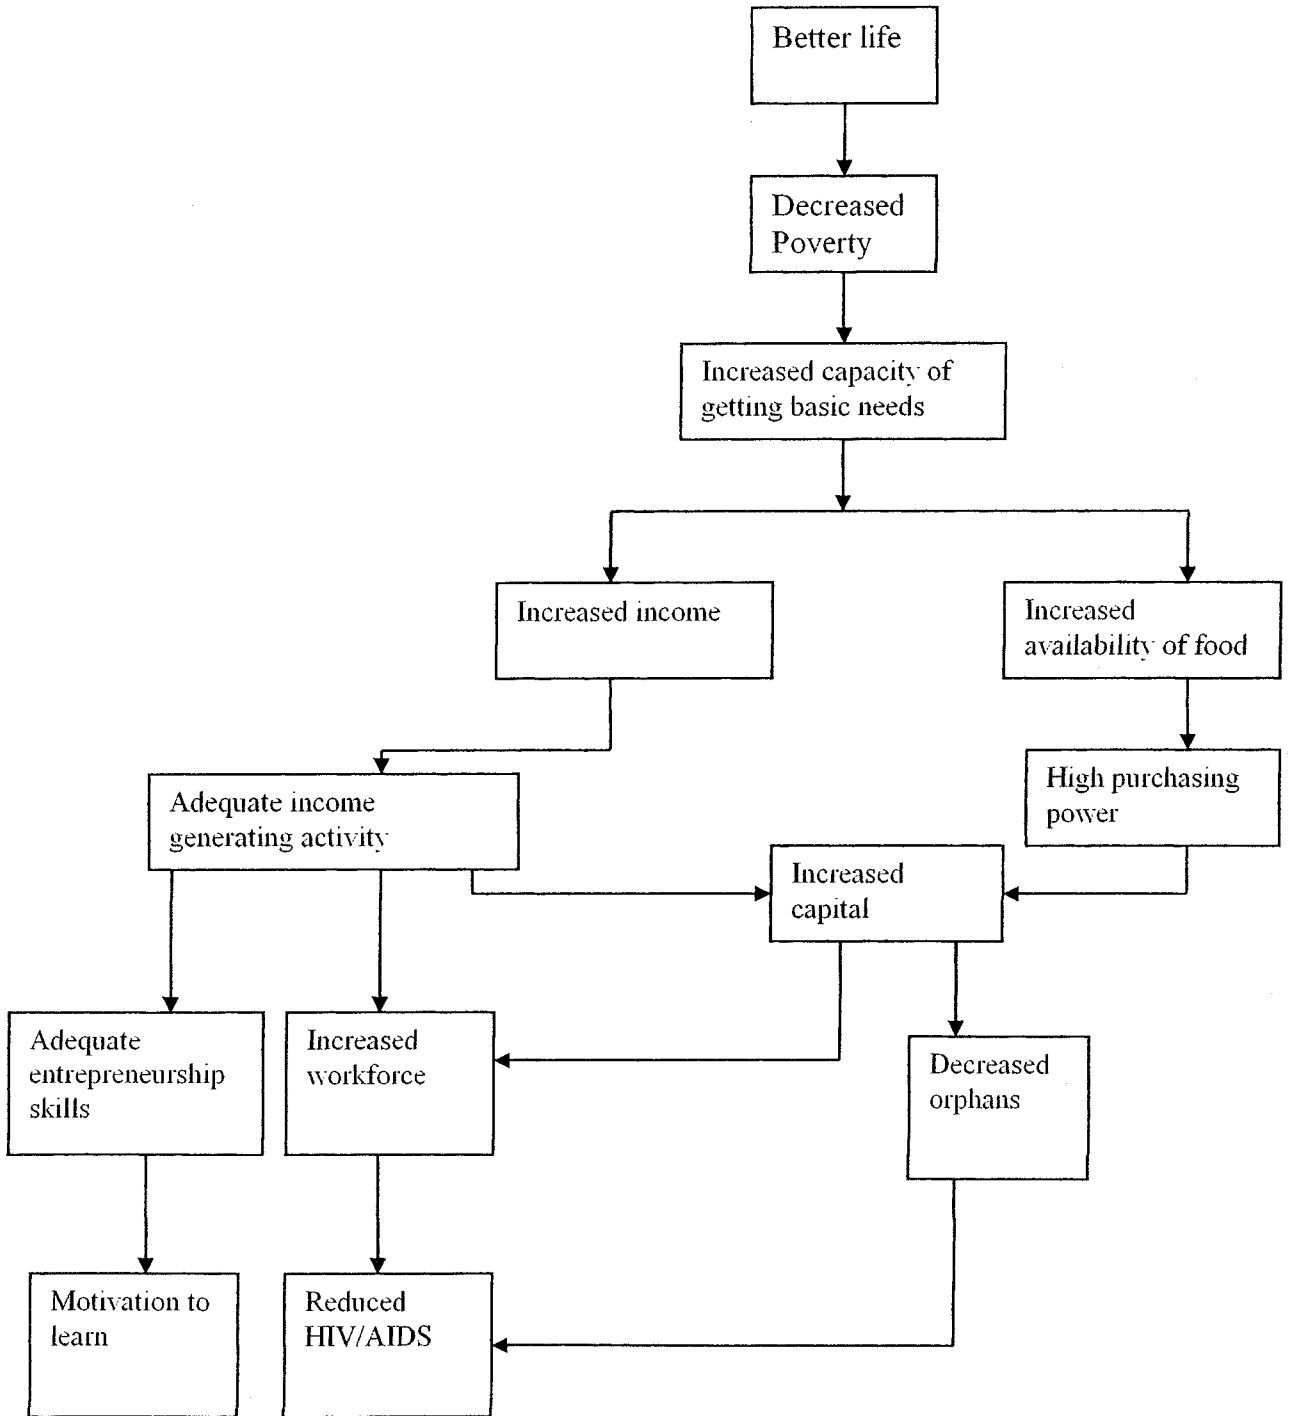 Better life
Decreased
Poverty
Increased capacity of
getting basic needs
Increased income
Increased
availability of food
Adequate income
generating activity
High purchasing
power
Increased
capital
Adequate
entrepreneurship
skills
Increased
workforce
Decreased
orphans
Motivation to
learn
Reduced
HIV/AIDS